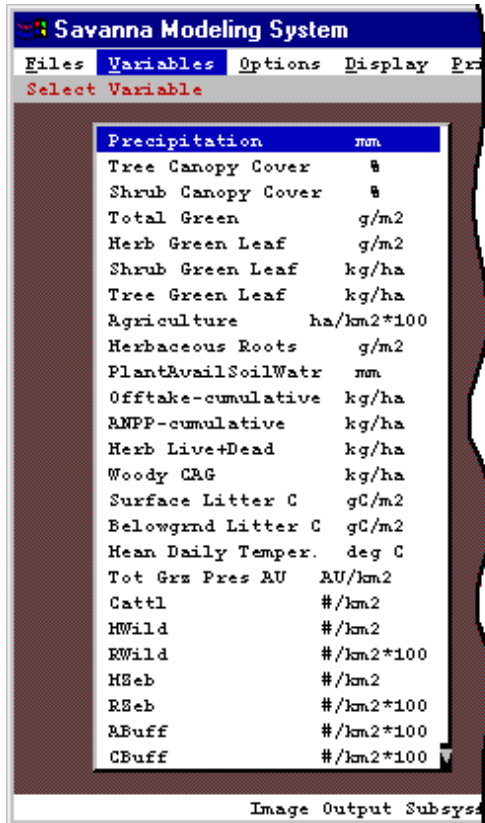 Savanna Modeling System
Files Variables Options Display Pri
Select Variable
Precipitation mm
Tree Canopy Cover %
Shrub Canopy Cover %
Total Green g/m2
Herb Green Leaf g/m2
Shrub Green Leaf kg/ha
Tree Green Leaf kg/ha
Agriculture ha/km2*100
Herbaceous Roots g/m2
PlantAvailSoilWatr mm
Offtake-cumulative kg/ha
ANPP-cumulative kg/ha
Herb Live+Dead kg/ha
Woody CAG kg/ha
Surface Litter C gC/m2
Belowgrnd Litter C gC/m2
Mean Daily Temper. deg C
Tot Grz Pres AU AU/km2
Cattl #/km2
MWild #/km2
RWild #/km2*100
MSeb #/km2
RSeb #/km2*100
ABuff #/km2*100
CBuff #/km2*100
Image Output Subsys